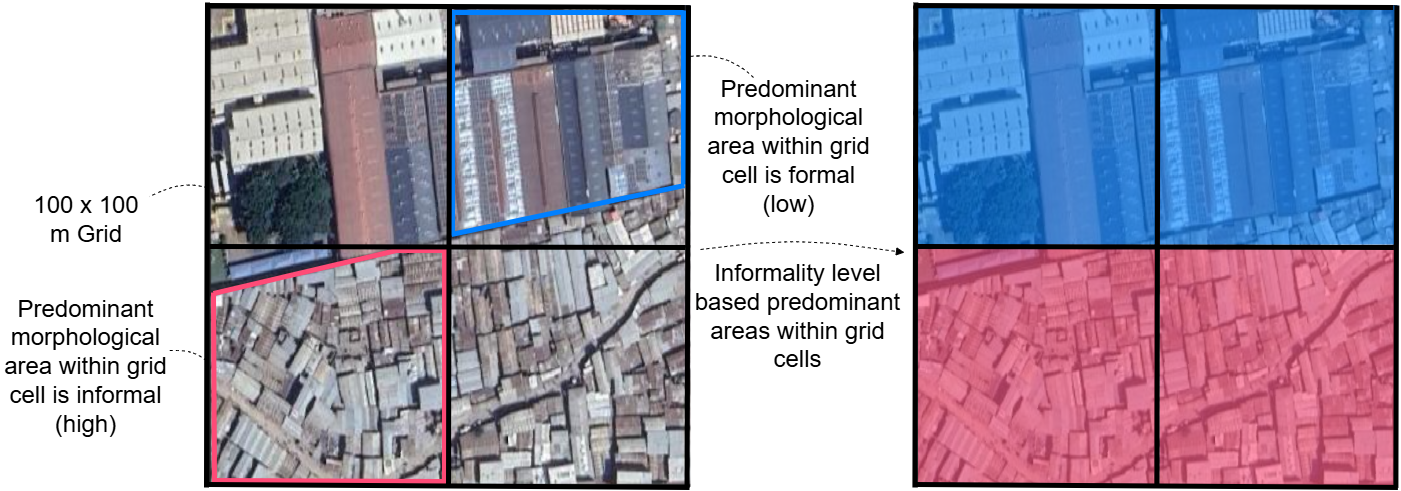 100 x 100
m Grid
Predominant
morphological
area within grid
cell is informal
(high)
Predominant
morphological
area within grid
cell is formal
(low)
Informality level
based predominant
areas within grid
cells